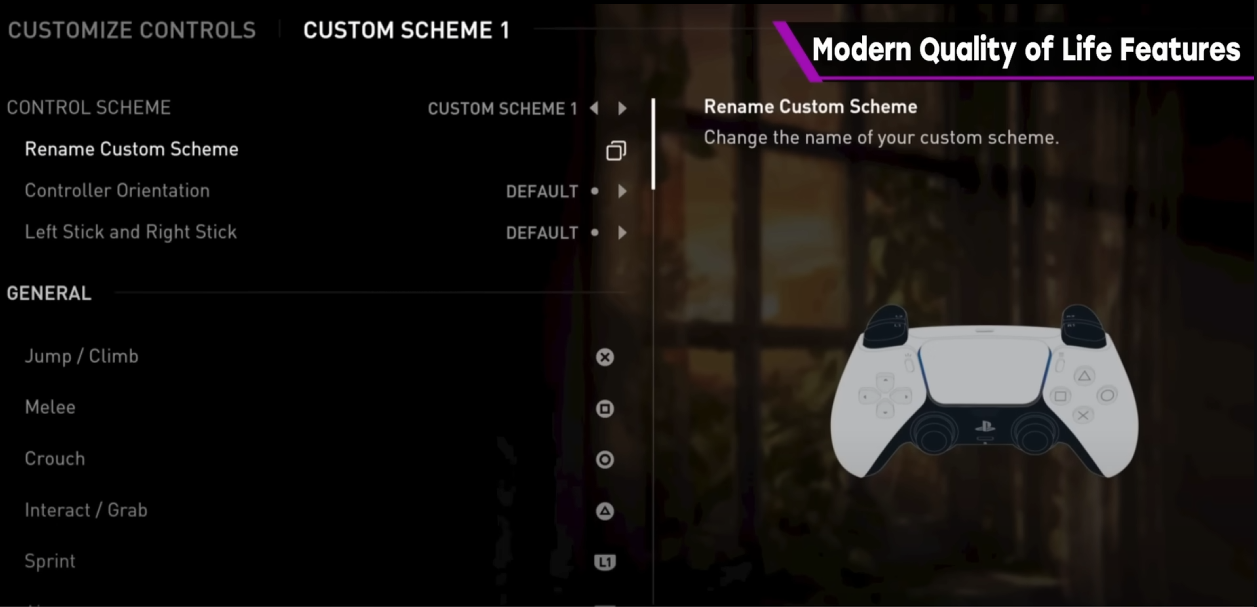 CUSTOMIZE CONTROLS
CUSTOM SCHEME 1
Modern Quality of Life Features
CONTROL SCHEME
CUSTOM SCHEME 1
Rename Custom Scheme
Controller Orientation
DEFAULT
Left Stick and Right Stick
DEFAULT
GENERAL
Jump / Climb
Melee
Crouch
Interact / Grab
Sprint
L1
Rename Custom Scheme
Change the name of your custom scheme.